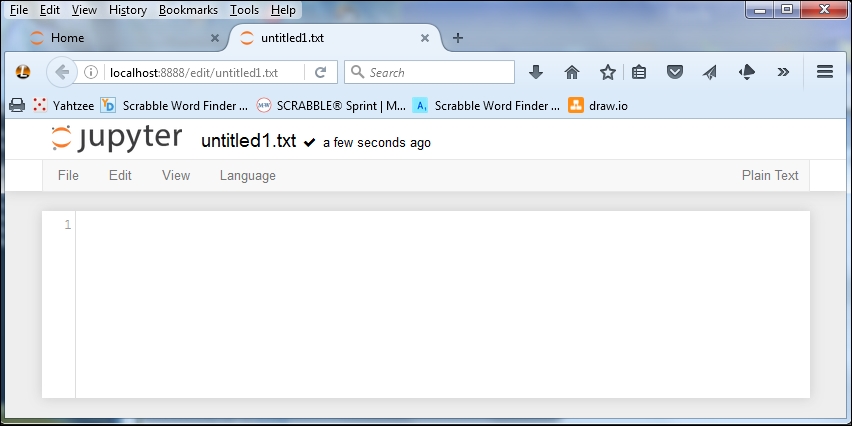 File Edit View History Bookmarks Tools Help
Home untitled1.txt
localhost:8888/edit/untitled1.txt Search
Yahtzee Scrabble Word Finder ... SCRABBLE® Sprint | M... Scrabble Word Finder ... draw.io
jupyter untitled1.txt a few seconds ago
File Edit View Language Plain Text
1